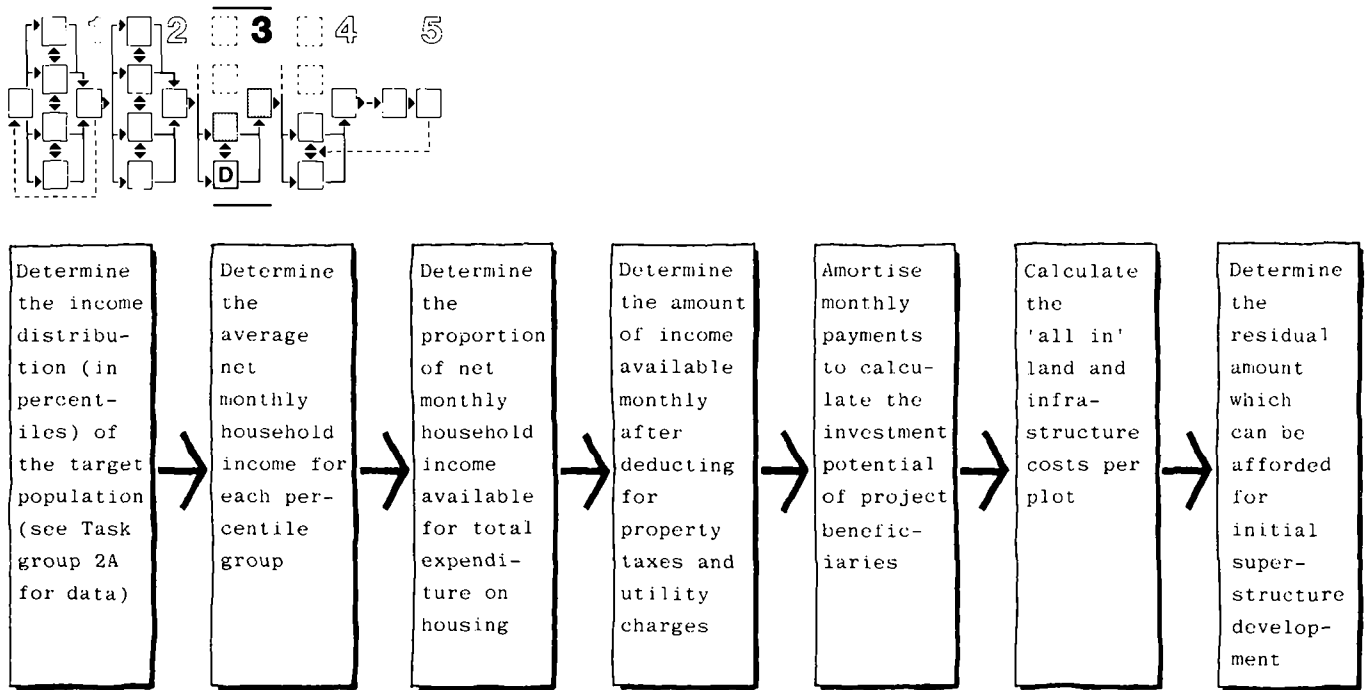 1 2 3 4 5
D
Determine
the income
distribu-
tion (in
percent-
iles) of
the target
population
(see Task
group 2A
for data)
Determine
the
average
net
monthly
household
income for
each per-
centile
group
Determine
the
proportion
of net
monthly
household
income
available
for total
expendi-
ture on
housing
Determine
the amount
of income
available
monthly
after
deducting
for
property
taxes and
utility
charges
Amortise
monthly
payments
to calcu-
late the
investment
potential
of project
benefic-
iaries
Calculate
the
'all in'
land and
infra-
structure
costs per
plot
Determine
the
residual
amount
which
can be
afforded
for
initial
super-
structure
develop-
ment